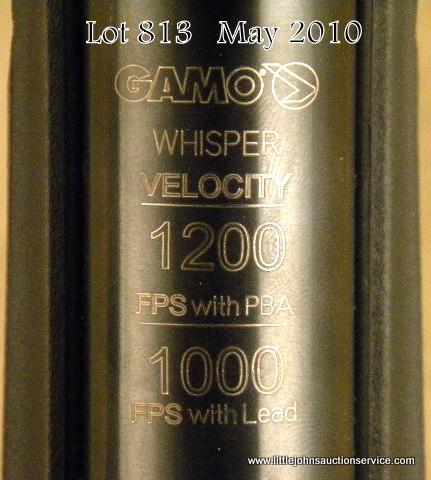 Lot 813 May 2010
GAMO
WHISPER
VELOCITY
1200
FPS with PBA
1000
FPS with Lead
www.littlejohnsauctionservice.com